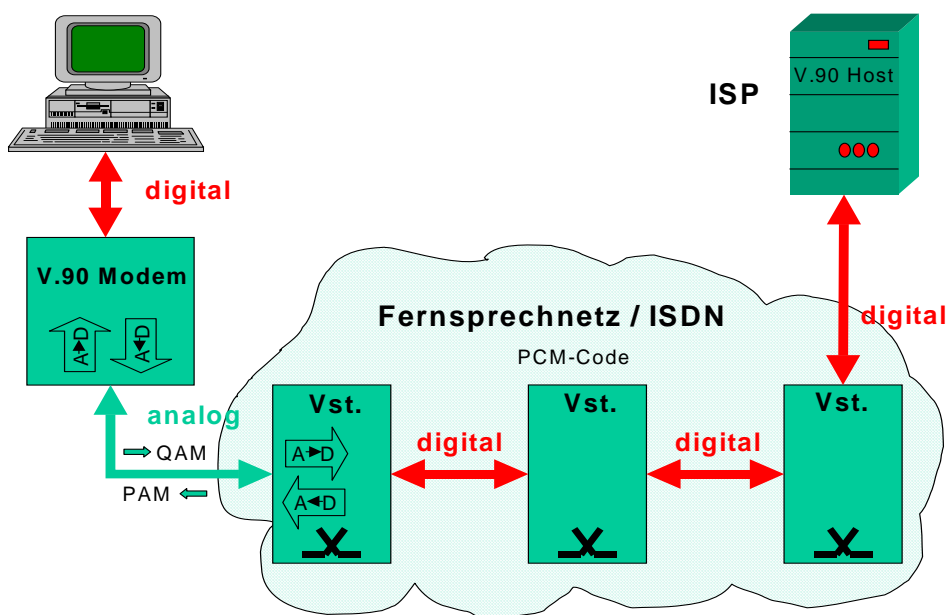 ISP
V.90 Host
digital
V.90 Modem
A▸D
A◂D
digital
Fernsprechnetz / ISDN
PCM-Code
analog
QAM
PAM
Vst.
A▸D
A◂D
digital
Vst.
digital
Vst.